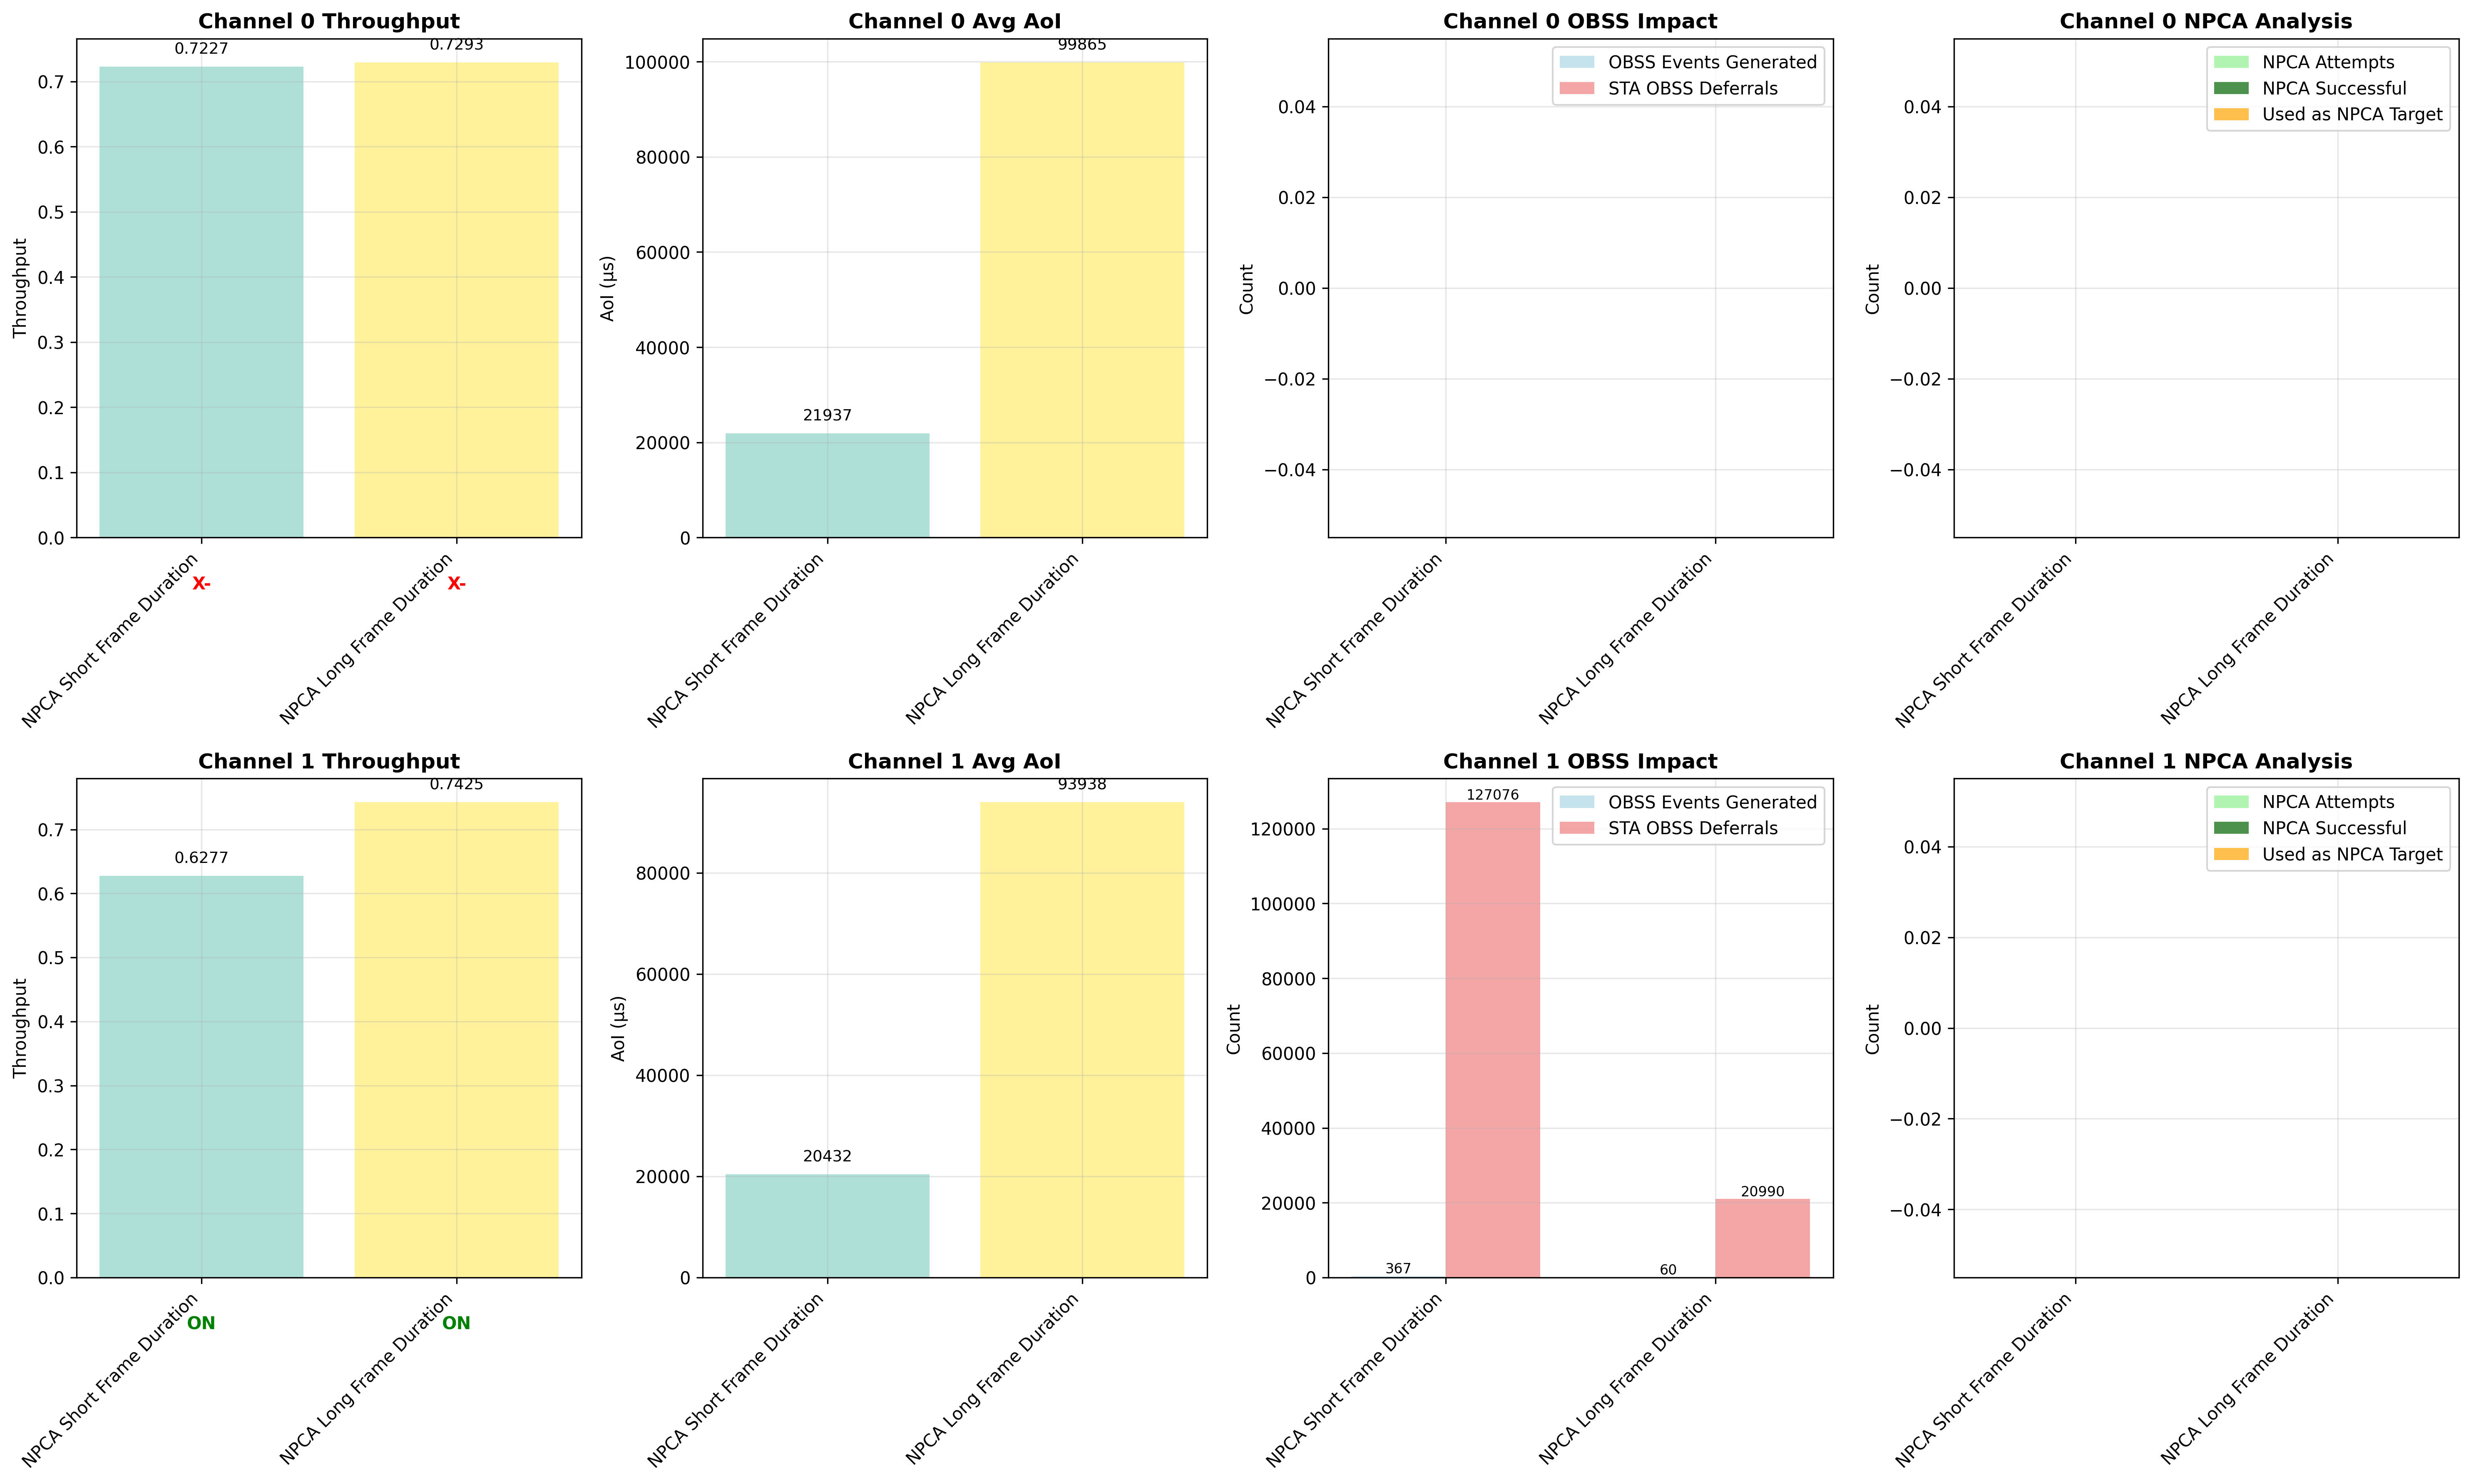 Channel 0 Throughput
0.7227
0.7293
0.7
0.6
0.5
0.4
0.3
0.2
0.1
0.0
Throughput
NPCA Short Frame Duration
NPCA Long Frame Duration
X-
X-
Channel 0 Avg AoI
99865
21937
100000
80000
60000
40000
20000
0
AoI (μs)
NPCA Short Frame Duration
NPCA Long Frame Duration
Channel 0 OBSS Impact
OBSS Events Generated
STA OBSS Deferrals
0.04
0.02
0.00
−0.02
−0.04
Count
NPCA Short Frame Duration
NPCA Long Frame Duration
Channel 0 NPCA Analysis
NPCA Attempts
NPCA Successful
Used as NPCA Target
0.04
0.02
0.00
−0.02
−0.04
Count
NPCA Short Frame Duration
NPCA Long Frame Duration
Channel 1 Throughput
0.7425
0.6277
0.7
0.6
0.5
0.4
0.3
0.2
0.1
0.0
Throughput
NPCA Short Frame Duration
NPCA Long Frame Duration
ON
ON
Channel 1 Avg AoI
93938
20432
80000
60000
40000
20000
0
AoI (μs)
NPCA Short Frame Duration
NPCA Long Frame Duration
Channel 1 OBSS Impact
OBSS Events Generated
STA OBSS Deferrals
127076
20990
367
60
120000
100000
80000
60000
40000
20000
0
Count
NPCA Short Frame Duration
NPCA Long Frame Duration
Channel 1 NPCA Analysis
NPCA Attempts
NPCA Successful
Used as NPCA Target
0.04
0.02
0.00
−0.02
−0.04
Count
NPCA Short Frame Duration
NPCA Long Frame Duration